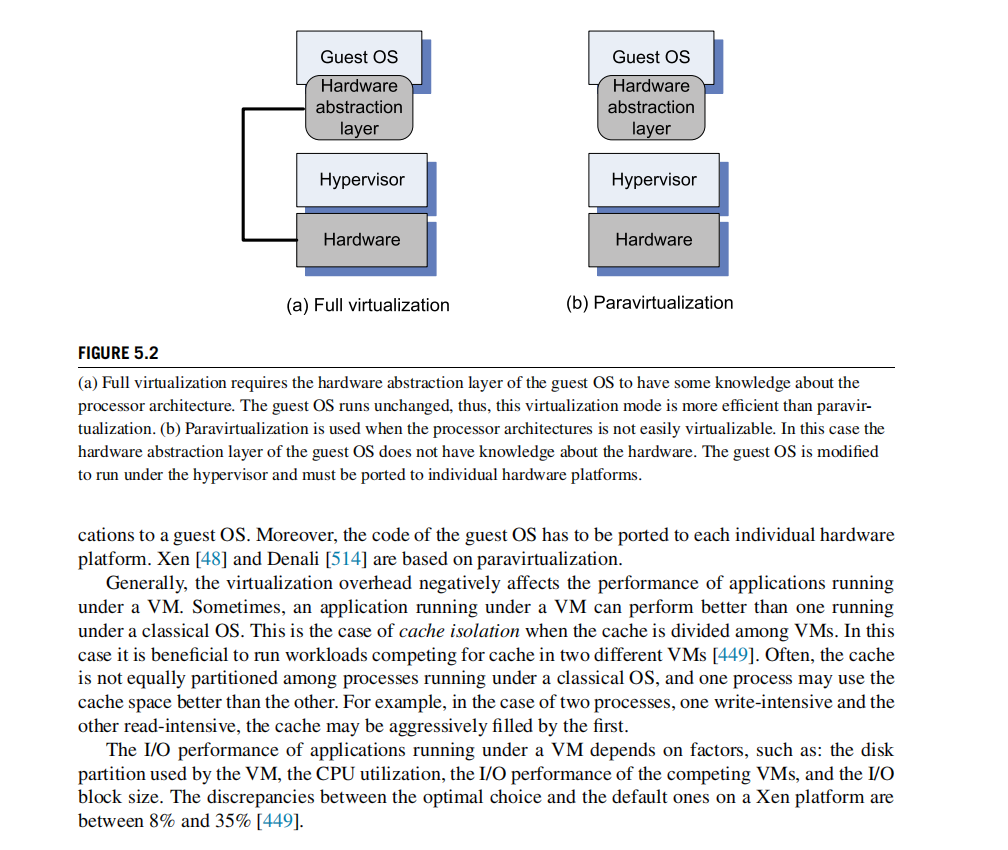 Guest OS
Hardware
abstraction
layer
Hypervisor
Hardware
(a) Full virtualization
Guest OS
Hardware
abstraction
layer
Hypervisor
Hardware
(b) Paravirtualization
FIGURE 5.2
(a) Full virtualization requires the hardware abstraction layer of the guest OS to have some knowledge about the
processor architecture. The guest OS runs unchanged, thus, this virtualization mode is more efficient than paravir-
tualization. (b) Paravirtualization is used when the processor architectures is not easily virtualizable. In this case the
hardware abstraction layer of the guest OS does not have knowledge about the hardware. The guest OS is modified
to run under the hypervisor and must be ported to individual hardware platforms.
cations to a guest OS. Moreover, the code of the guest OS has to be ported to each individual hardware
platform. Xen [48] and Denali [514] are based on paravirtualization.
Generally, the virtualization overhead negatively affects the performance of applications running
under a VM. Sometimes, an application running under a VM can perform better than one running
under a classical OS. This is the case of cache isolation when the cache is divided among VMs. In this
case it is beneficial to run workloads competing for cache in two different VMs [449]. Often, the cache
is not equally partitioned among processes running under a classical OS, and one process may use the
cache space better than the other. For example, in the case of two processes, one write-intensive and the
other read-intensive, the cache may be aggressively filled by the first.
The I/O performance of applications running under a VM depends on factors, such as: the disk
partition used by the VM, the CPU utilization, the I/O performance of the competing VMs, and the I/O
block size. The discrepancies between the optimal choice and the default ones on a Xen platform are
between 8% and 35% [449].